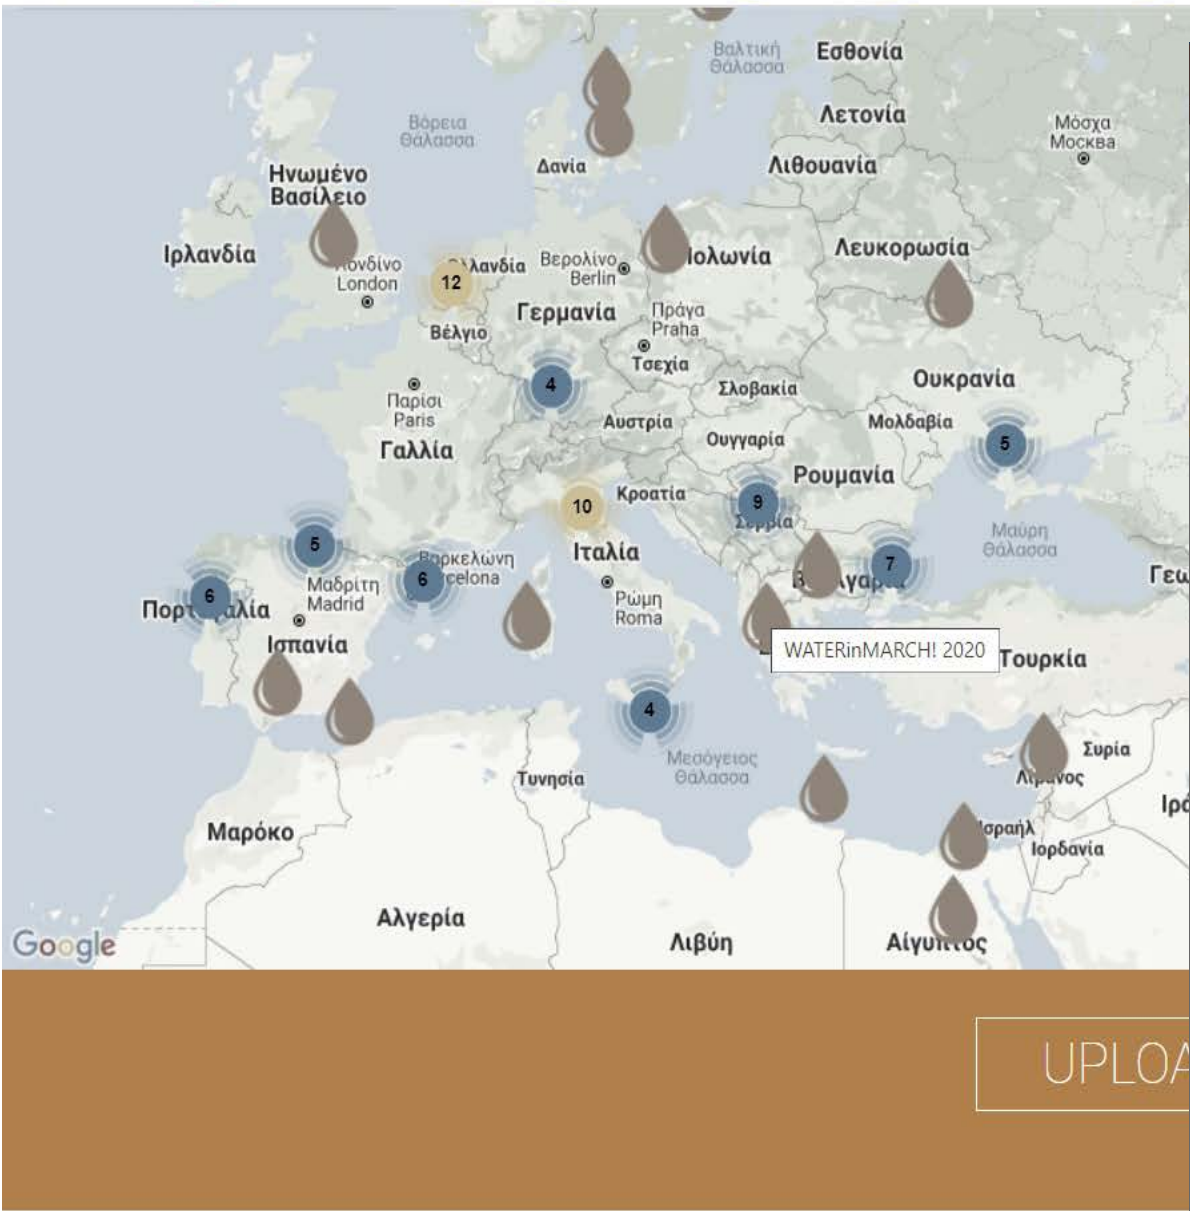 Βαλτική
Θάλασσα
Εσθονία
Λετονία
Μόσχα
Москва
Βόρεια
Θάλασσα
Δανία
Λιθουανία
Ηνωμένο
Βασίλειο
Ιρλανδία
London
12
Βερολίνο
Berlin
Λευκορωσία
Γερμανία
Πράγα
Praha
Βέλγιο
Τσεχία
4
Σλοβακία
Ουκρανία
Παρίσι
Paris
Αυστρία
Μολδαβία
Γαλλία
Ουγγαρία
5
Ρουμανία
Κροατία
10
9
Σερβία
Μαύρη
Θάλασσα
5
Ιταλία
7
6
Μαδρίτη
Madrid
6
Ρώμη
Roma
Ισπανία
WATERinMARCH! 2020
Τουρκία
4
Μεσόγειος
Θάλασσα
Συρία
Τυνησία
Μαρόκο
Ιορδανία
Αλγερία
Λιβύη
Google
UPLOA